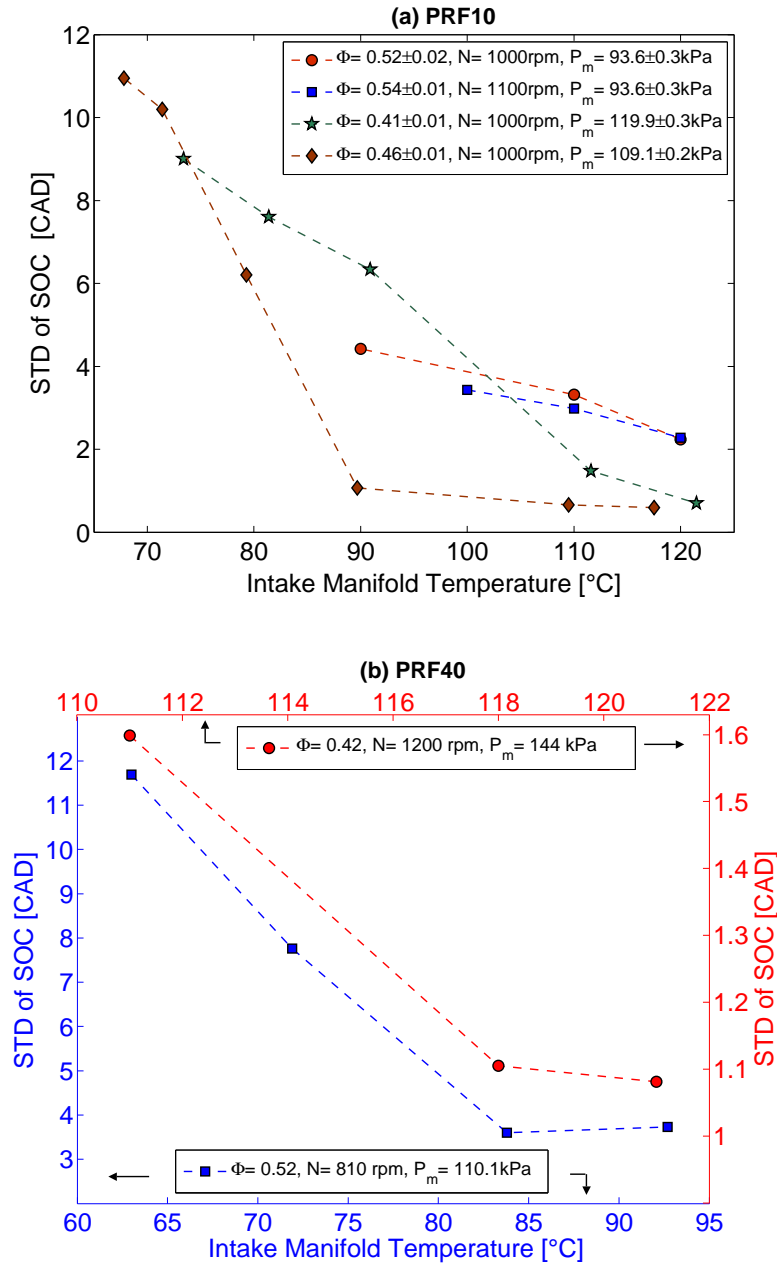 (a) PRF10
12
10
8
6
4
2
0
STD of SOC [CAD]
Φ= 0.52±0.02, N= 1000rpm, P_m= 93.6±0.3kPa
Φ= 0.54±0.01, N= 1100rpm, P_m= 93.6±0.3kPa
Φ= 0.41±0.01, N= 1000rpm, P_m= 119.9±0.3kPa
Φ= 0.46±0.01, N= 1000rpm, P_m= 109.1±0.2kPa
70 80 90 100 110 120
Intake Manifold Temperature [°C]
(b) PRF40
110 112 114 116 118 120 122
Φ= 0.42, N= 1200 rpm, P_m= 144 kPa
12
11
10
9
8
7
6
5
4
3
STD of SOC [CAD]
1.6
1.5
1.4
1.3
1.2
1.1
1
STD of SOC [CAD]
Φ= 0.52, N= 810 rpm, P_m= 110.1kPa
60 65 70 75 80 85 90 95
Intake Manifold Temperature [°C]